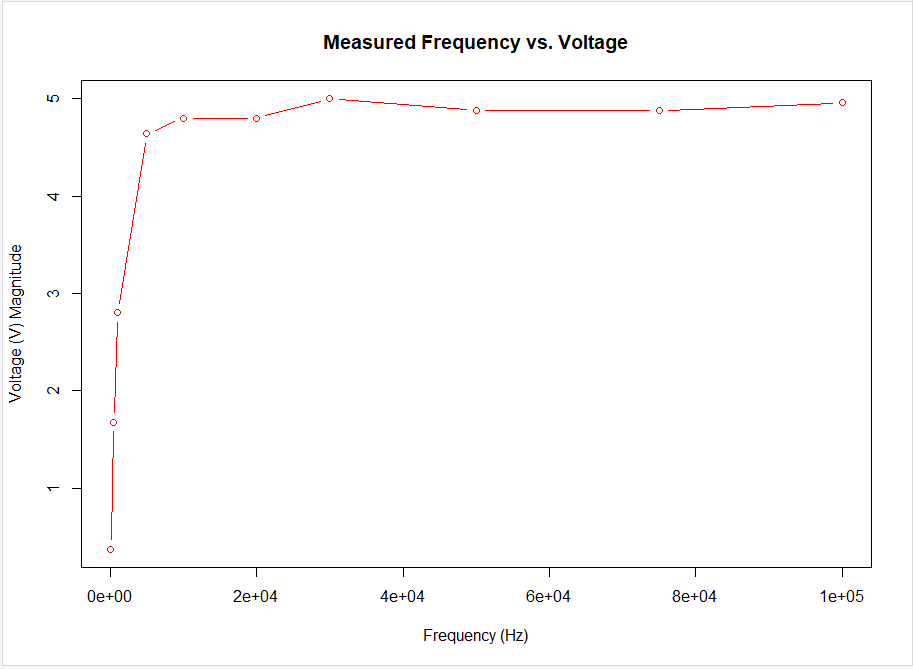 Measured Frequency vs. Voltage
5
4
3
2
1
Voltage (V) Magnitude
0e+00 2e+04 4e+04 6e+04 8e+04 1e+05
Frequency (Hz)